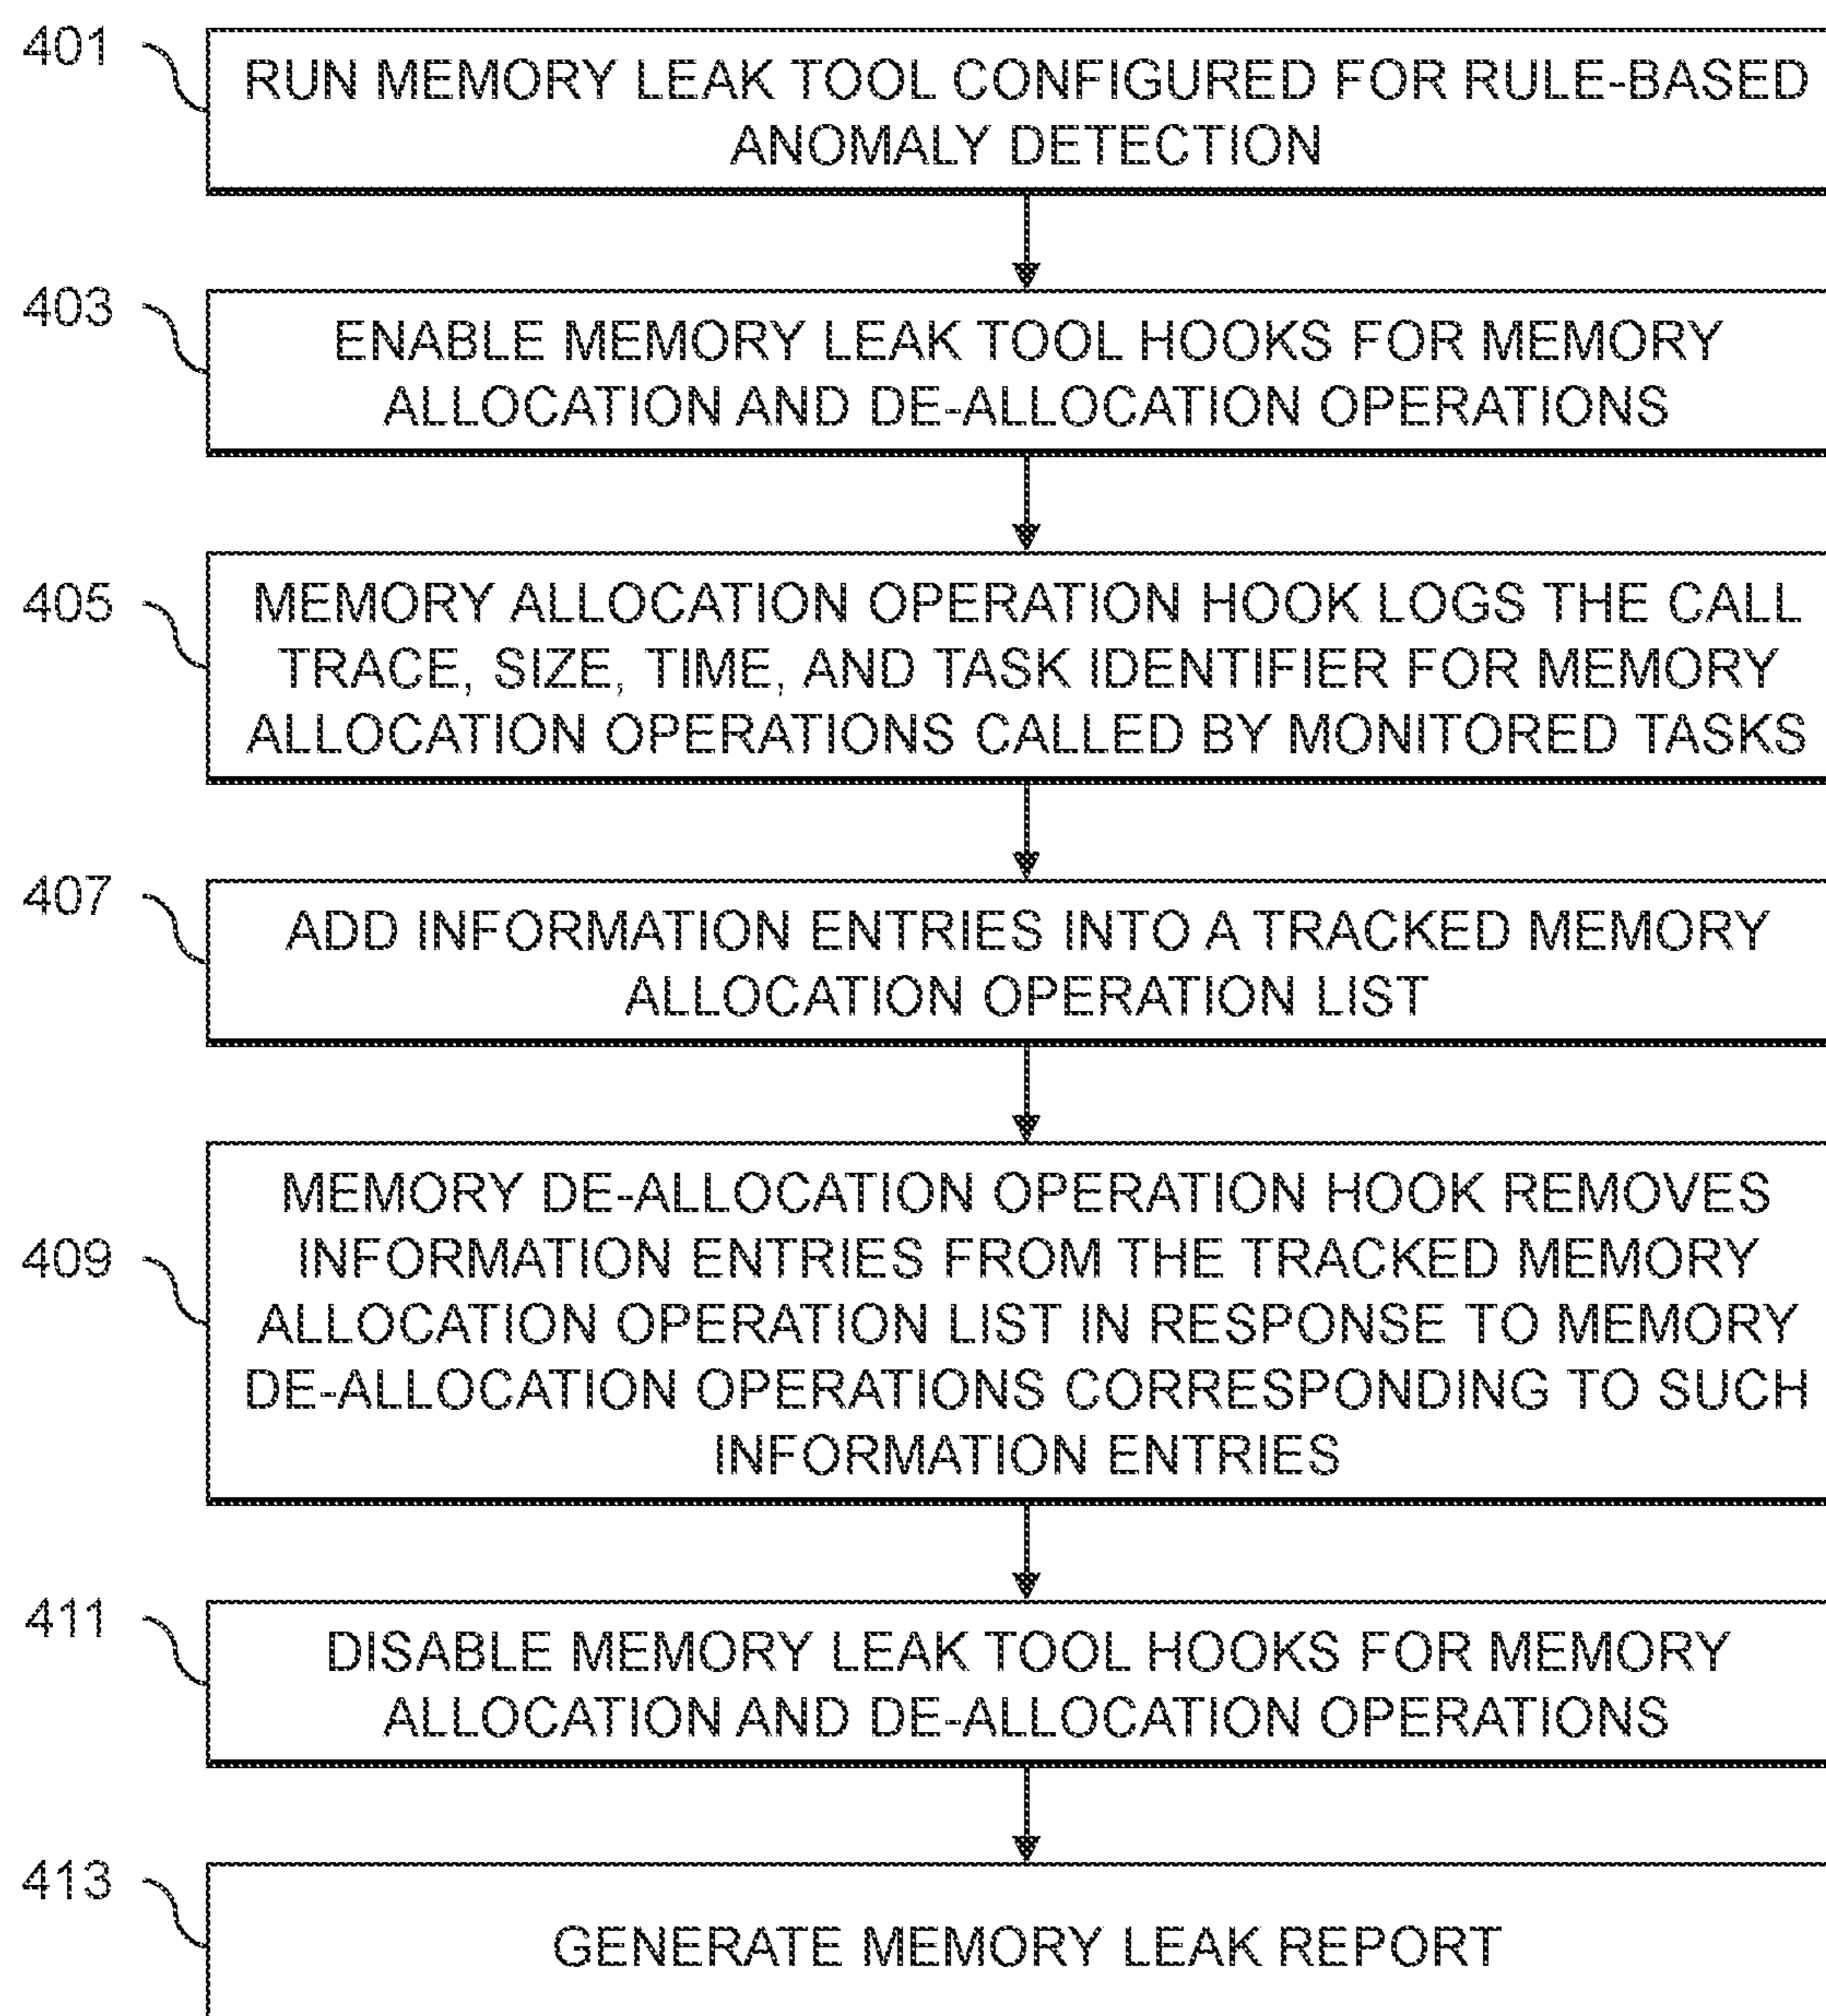 401
RUN MEMORY LEAK TOOL CONFIGURED FOR RULE-BASED
ANOMALY DETECTION
403
ENABLE MEMORY LEAK TOOL HOOKS FOR MEMORY
ALLOCATION AND DE-ALLOCATION OPERATIONS
405
MEMORY ALLOCATION OPERATION HOOK LOGS THE CALL
TRACE, SIZE, TIME, AND TASK IDENTIFIER FOR MEMORY
ALLOCATION OPERATIONS CALLED BY MONITORED TASKS
407
ADD INFORMATION ENTRIES INTO A TRACKED MEMORY
ALLOCATION OPERATION LIST
409
MEMORY DE-ALLOCATION OPERATION HOOK REMOVES
INFORMATION ENTRIES FROM THE TRACKED MEMORY
ALLOCATION OPERATION LIST IN RESPONSE TO MEMORY
DE-ALLOCATION OPERATIONS CORRESPONDING TO SUCH
INFORMATION ENTRIES
411
DISABLE MEMORY LEAK TOOL HOOKS FOR MEMORY
ALLOCATION AND DE-ALLOCATION OPERATIONS
413
GENERATE MEMORY LEAK REPORT